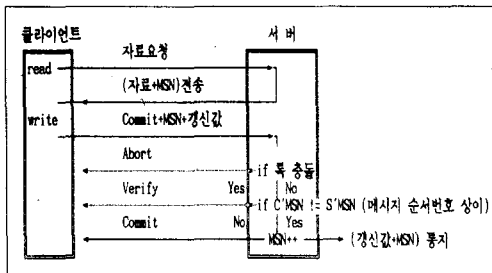 클라이언트 서 버
자료요청
read
(자료+MSN)전송
write Commit+MSN+갱신값
Abort
if 록 충돌
Verify Yes No
if C'MSN != S'MSN (메시지 순서번호 상이)
Commit No Yes
MSN++ (갱신값+MSN) 통지